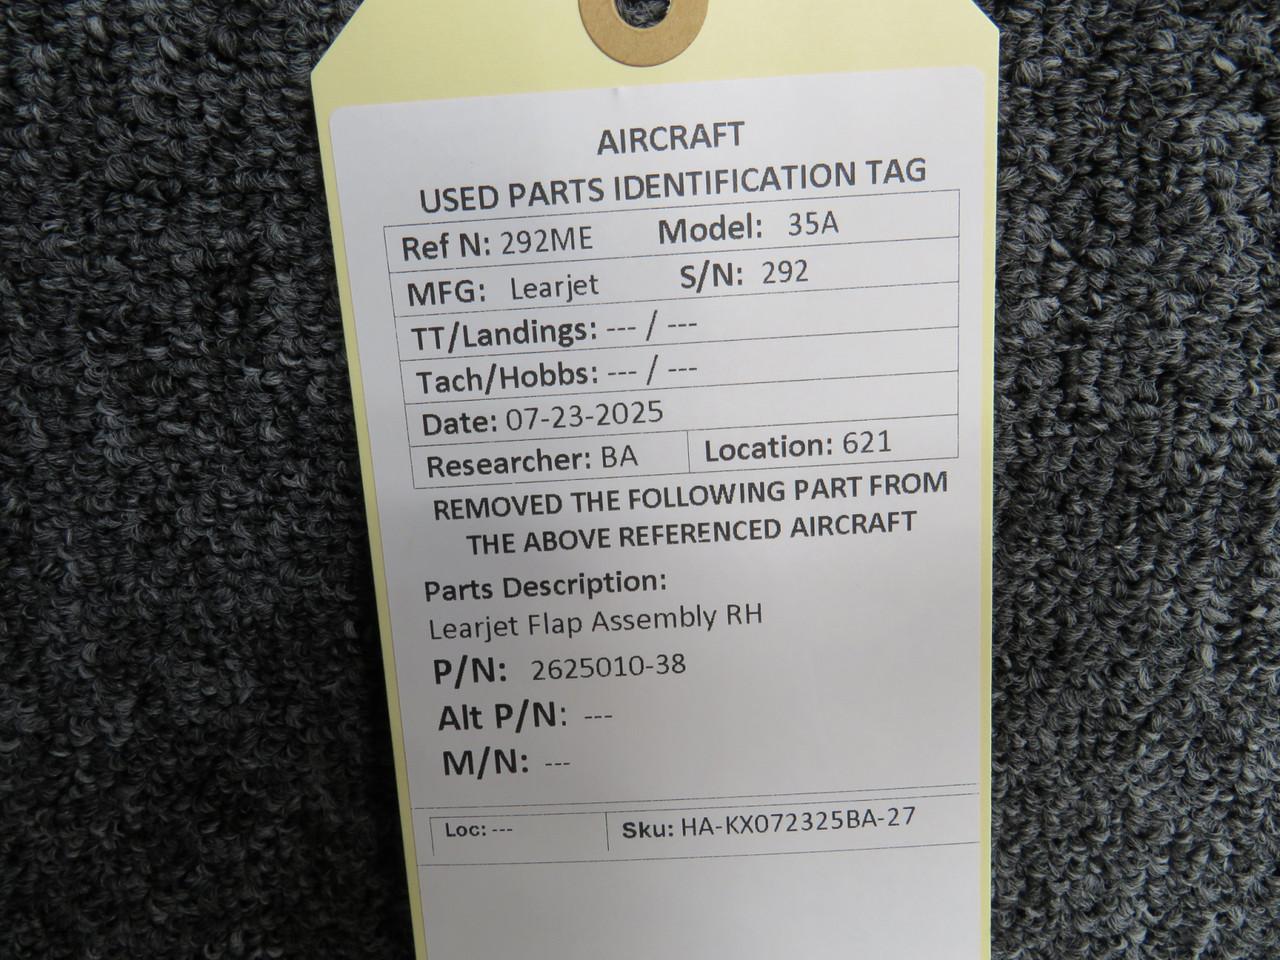 AIRCRAFT
USED PARTS IDENTIFICATION TAG
Ref N: 292ME Model: 35A
MFG: Learjet S/N: 292
TT/Landings: --- / ---
Tach/Hobbs: --- / ---
Date: 07-23-2025
Researcher: BA Location: 621
REMOVED THE FOLLOWING PART FROM
THE ABOVE REFERENCED AIRCRAFT
Parts Description:
Learjet Flap Assembly RH
P/N: 2625010-38
Alt P/N: ---
M/N: ---
Loc: --- Sku: HA-KX072325BA-27